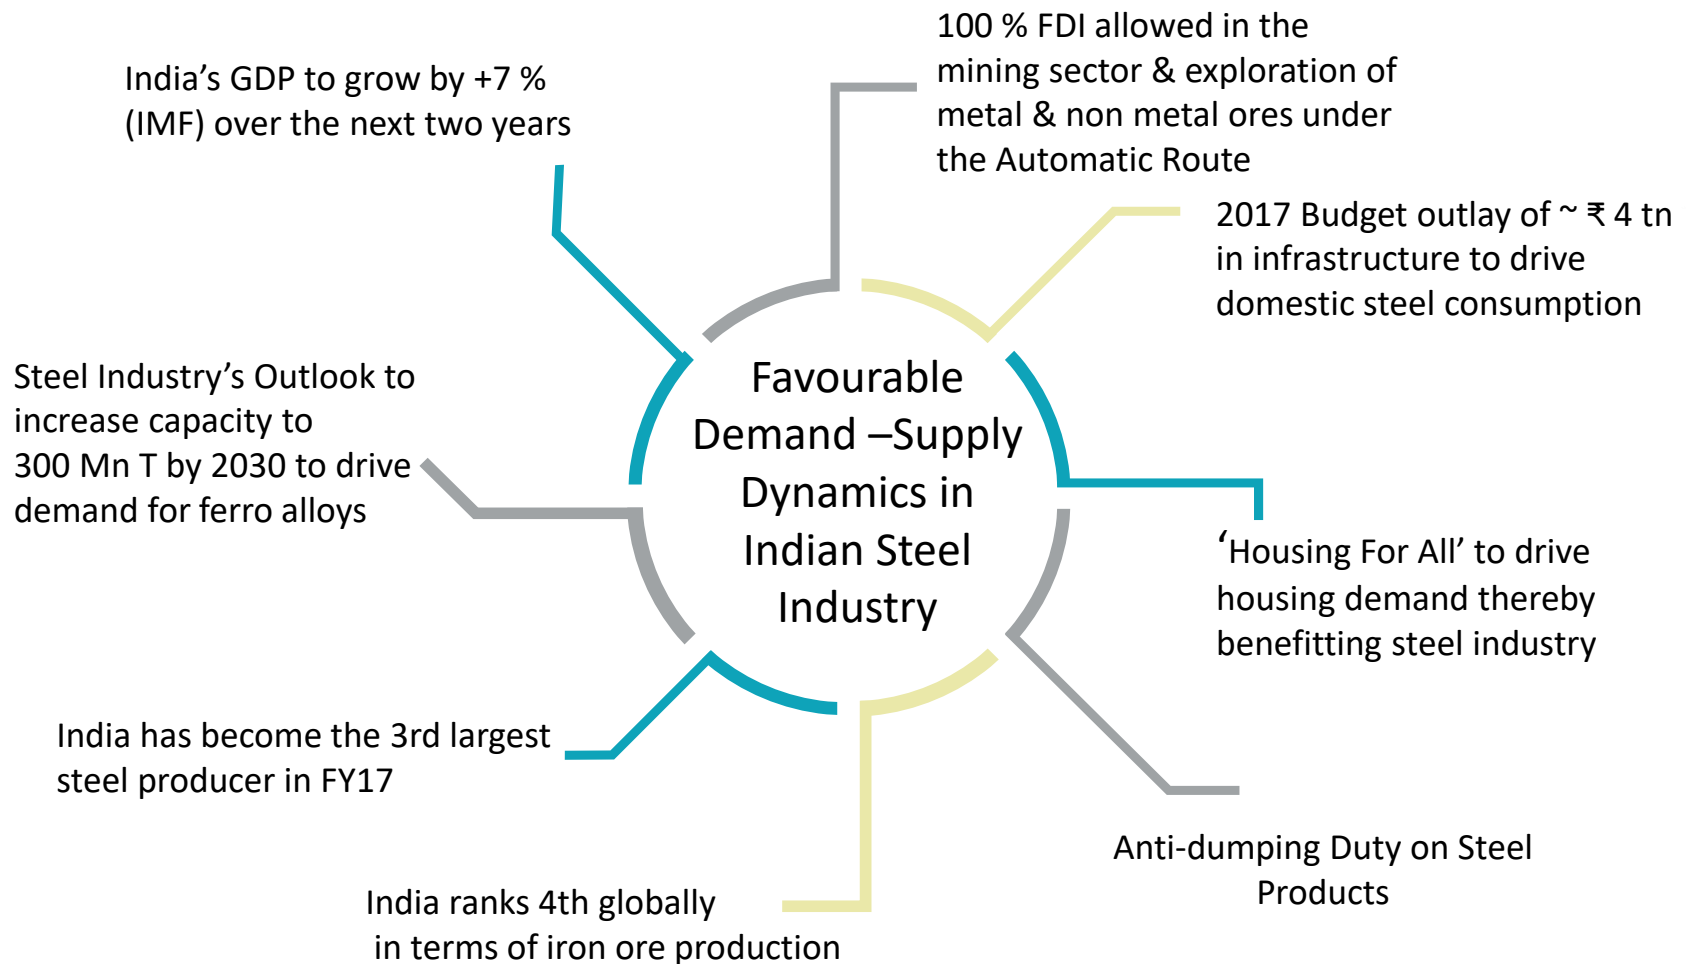 India's GDP to grow by +7 %
(IMF) over the next two years
100 % FDI allowed in the
mining sector & exploration of
metal & non metal ores under
the Automatic Route
2017 Budget outlay of ~ ₹ 4 tn
in infrastructure to drive
domestic steel consumption
Steel Industry's Outlook to
increase capacity to
300 Mn T by 2030 to drive
demand for ferro alloys
Favourable
Demand –Supply
Dynamics in
Indian Steel
Industry
‘Housing For All’ to drive
housing demand thereby
benefitting steel industry
India has become the 3rd largest
steel producer in FY17
Anti-dumping Duty on Steel
Products
India ranks 4th globally
in terms of iron ore production